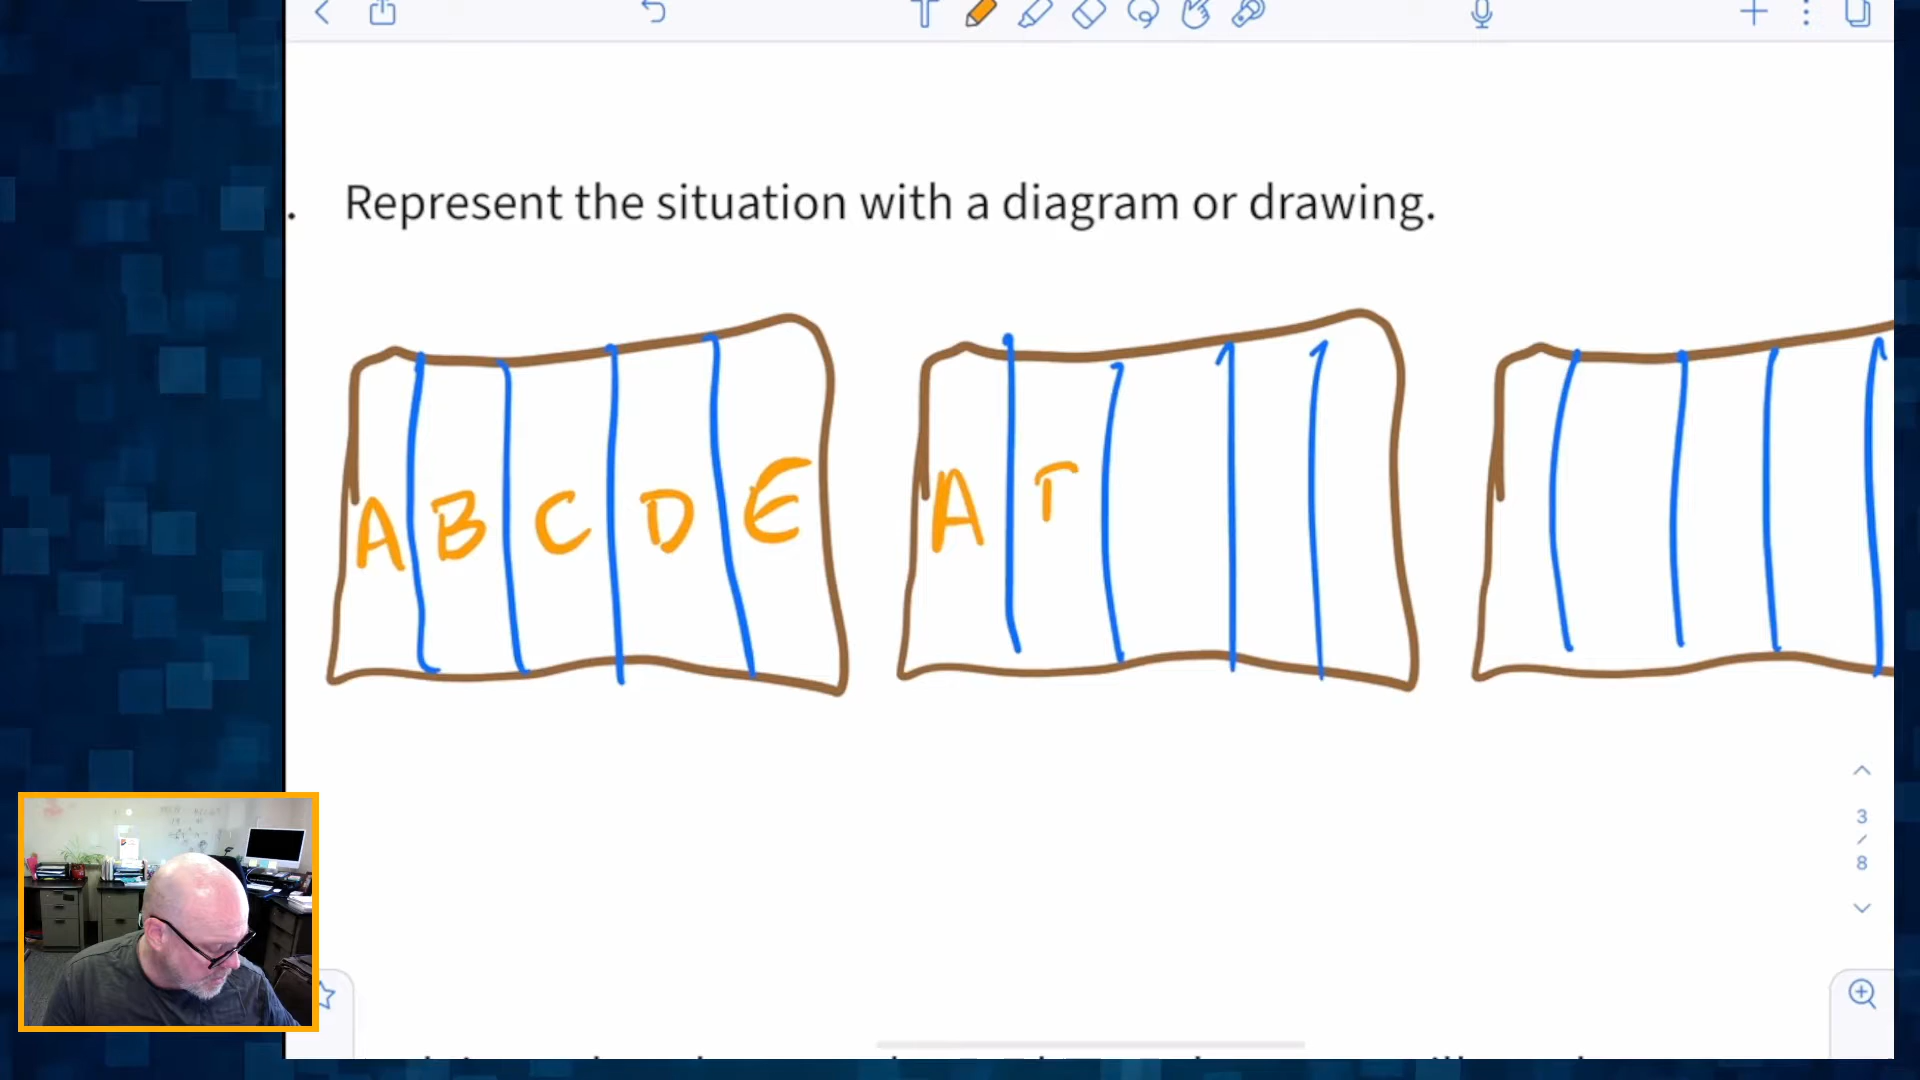 . Represent the situation with a diagram or drawing.
A B C D E
A
3
/
8